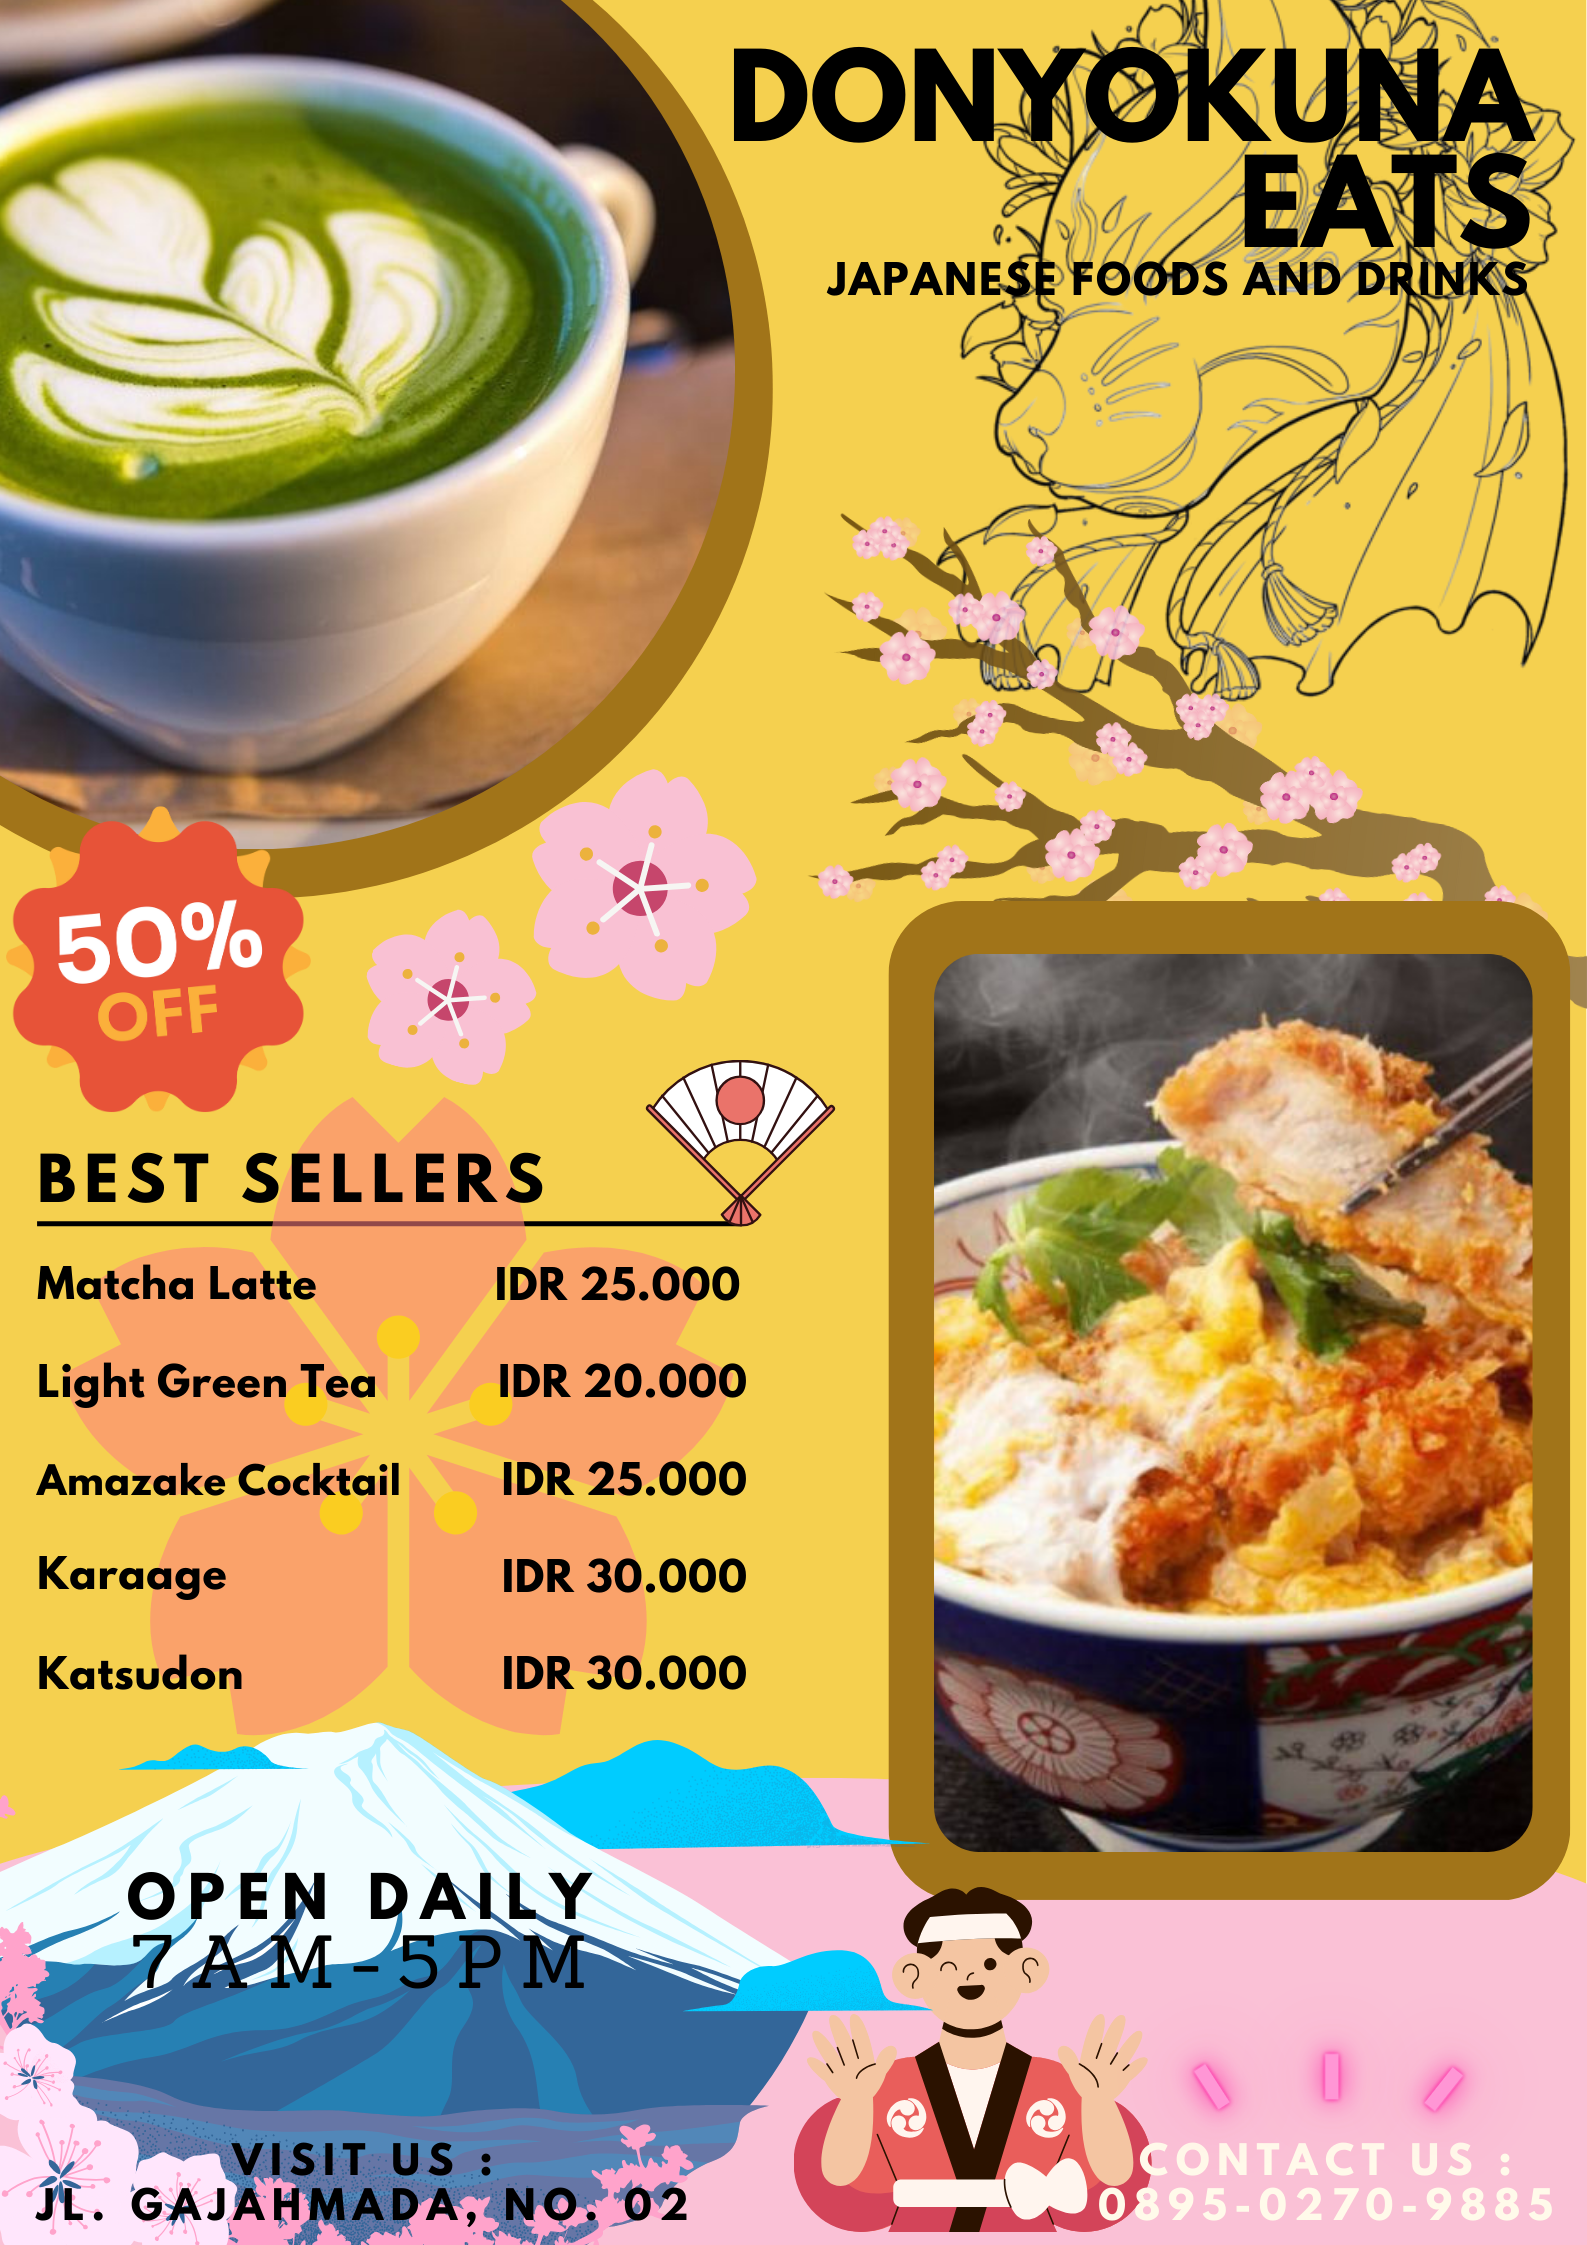 DONYOKUNA
EATS
JAPANESE FOODS AND DRINKS
50%
OFF
BEST SELLERS
Matcha Latte IDR 25.000
Light Green Tea IDR 20.000
Amazake Cocktail IDR 25.000
Karaage IDR 30.000
Katsudon IDR 30.000
OPEN DAILY
7AM-5PM
VISIT US :
JL. GAJAHMADA, NO. 02
CONTACT US :
0895-0270-9885